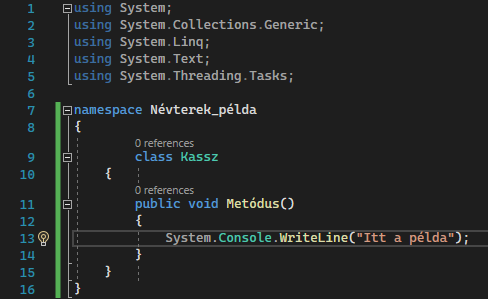 1 using System;
2 using System.Collections.Generic;
3 using System.Linq;
4 using System.Text;
5 using System.Threading.Tasks;
6
7 namespace Névterek_példa
8 {
0 references
9 class Kassz
10 {
0 references
11 public void Metódus()
12 {
13 System.Console.WriteLine("Itt a példa");
14 }
15 }
16 }